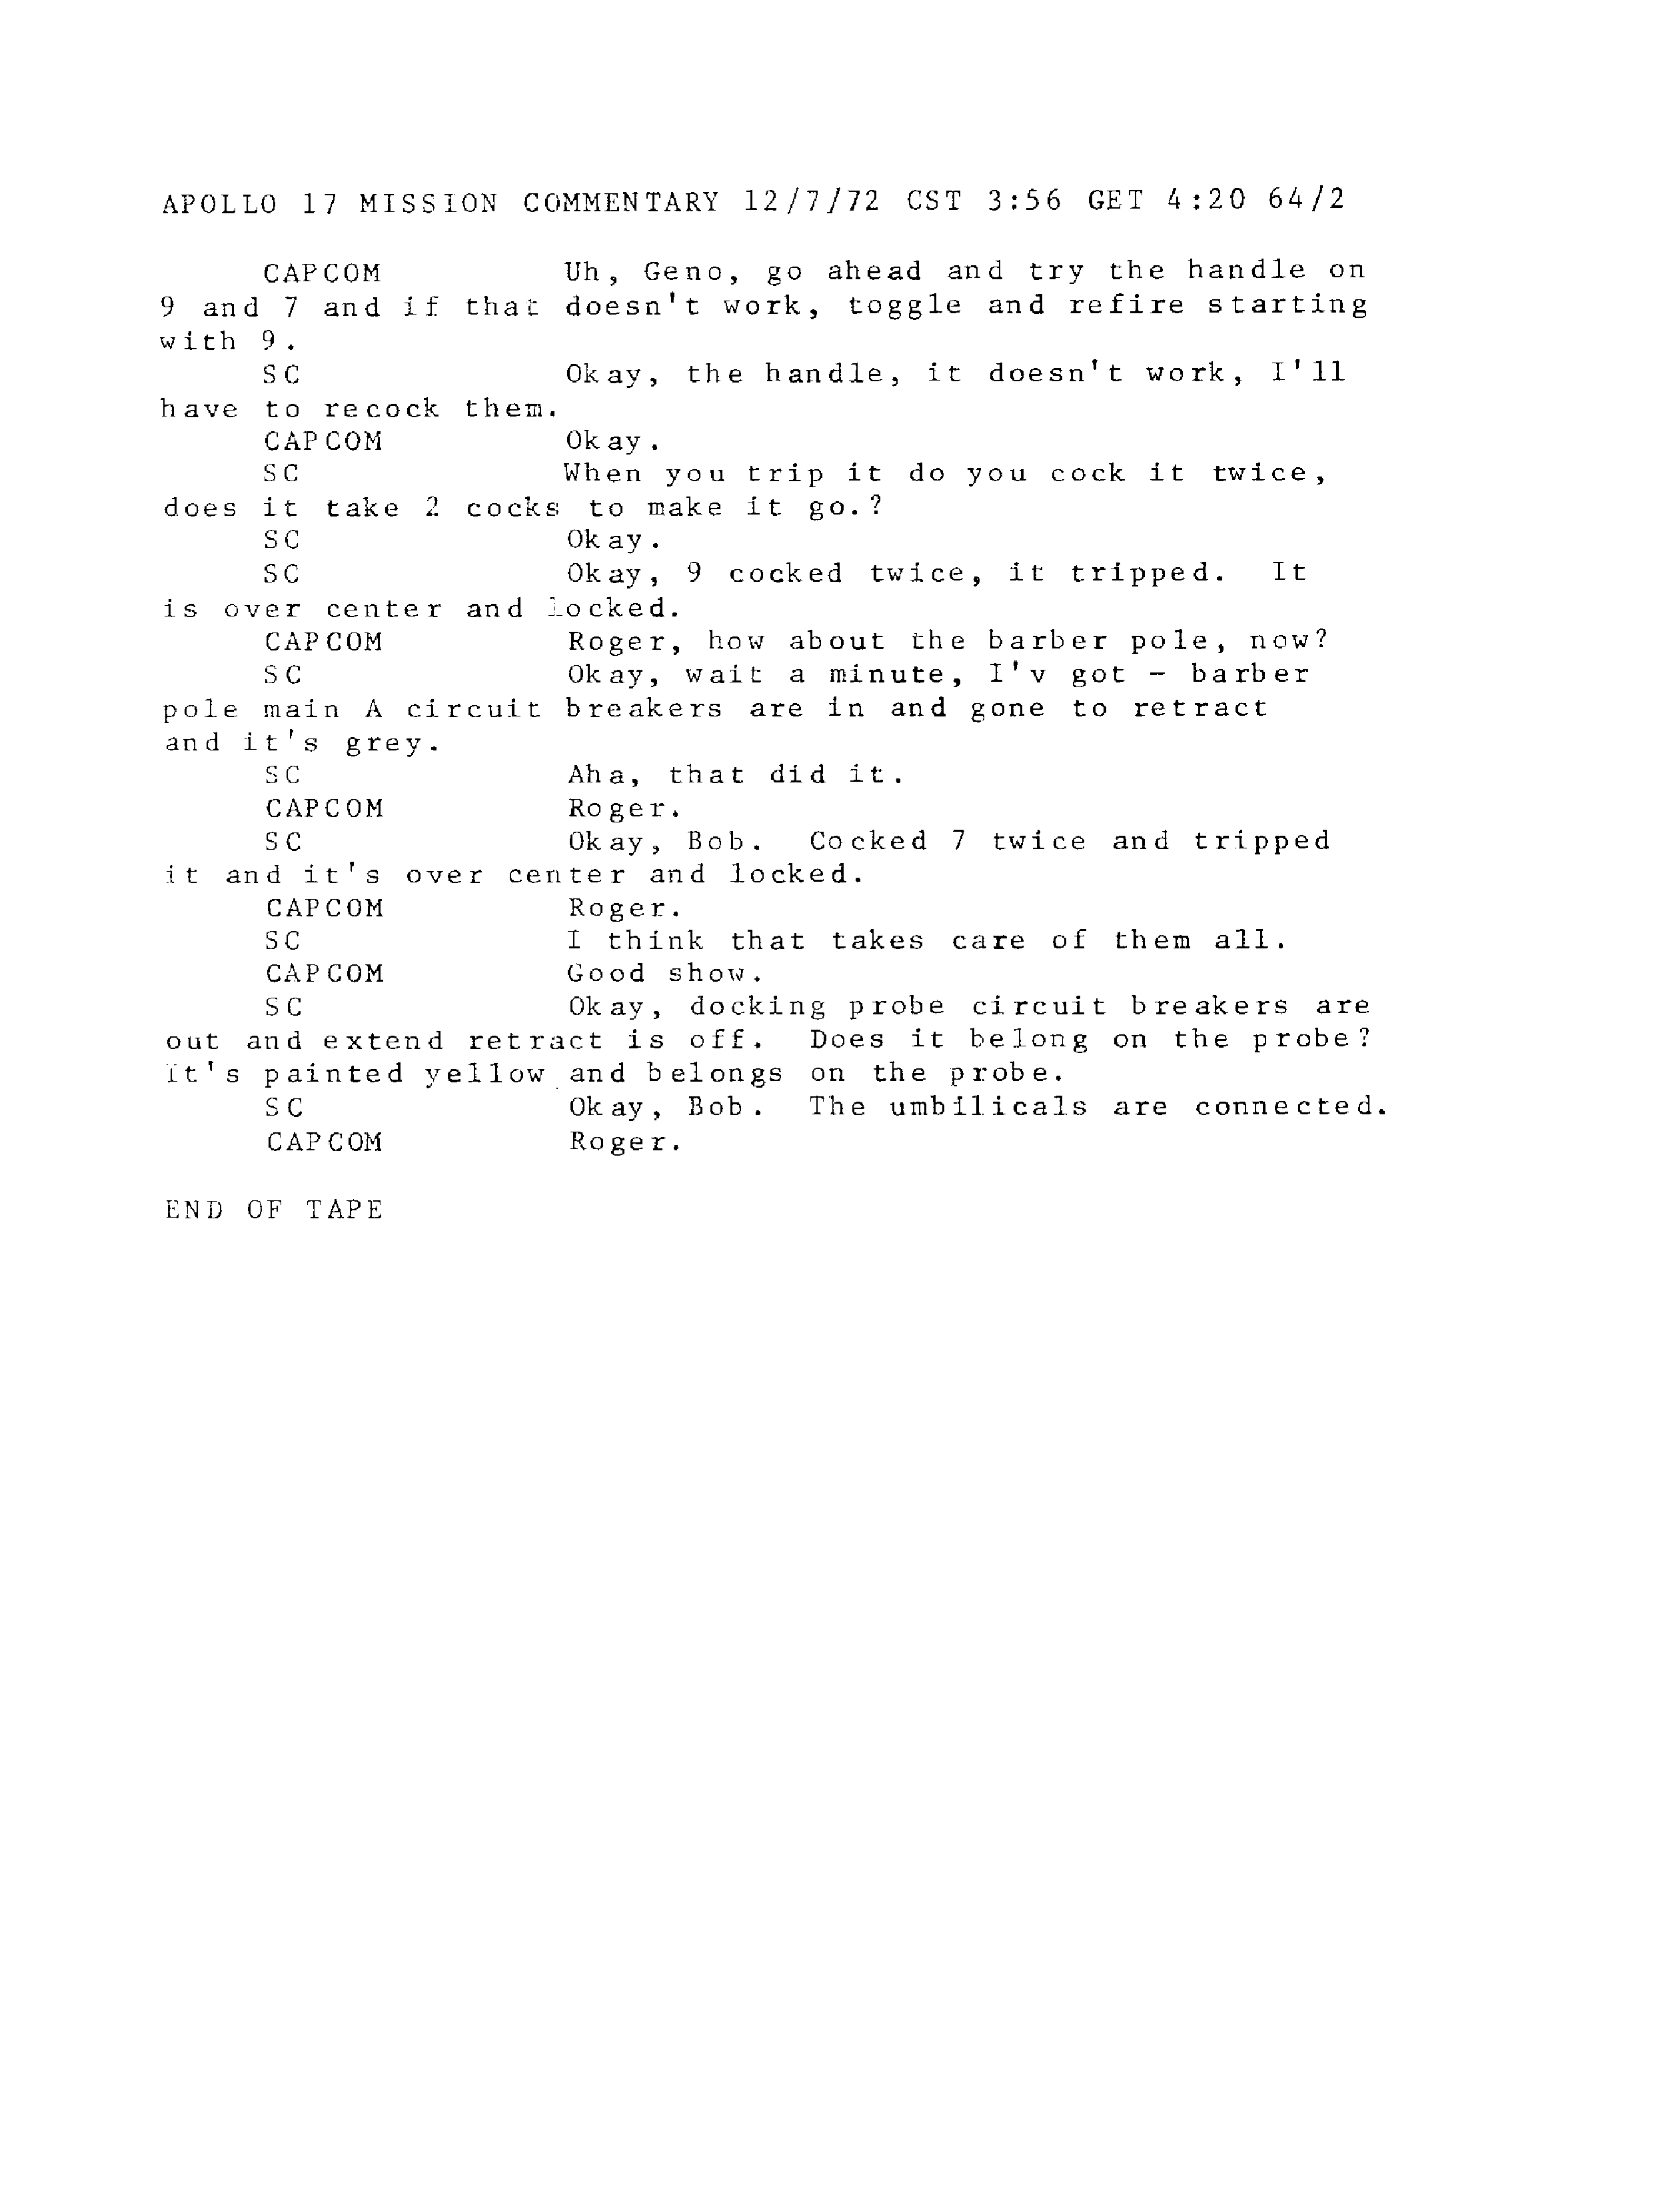 APOLLO 17 MISSION COMMENTARY 12/7/72 CST 3:56 GET 4:20 64/2
CAPCOM Uh, Geno, go ahead and try the handle on
9 and 7 and if that doesn't work, toggle and refire starting
with 9.
SC Okay, the handle, it doesn't work, I'll
have to recock them.
CAPCOM Okay.
SC When you trip it do you cock it twice,
does it take 2 cocks to make it go.?
SC Okay.
SC Okay, 9 cocked twice, it tripped. It
is over center and locked.
CAPCOM Roger, how about the barber pole, now?
SC Okay, wait a minute, I'v got - barber
pole main A circuit breakers are in and gone to retract
and it's grey.
SC Aha, that did it.
CAPCOM Roger.
SC Okay, Bob. Cocked 7 twice and tripped
it and it's over center and locked.
CAPCOM Roger.
SC I think that takes care of them all.
CAPCOM Good show.
SC Okay, docking probe circuit breakers are
out and extend retract is off. Does it belong on the probe?
It's painted yellow and belongs on the probe.
SC Okay, Bob. The umbilicals are connected.
CAPCOM Roger.
END OF TAPE